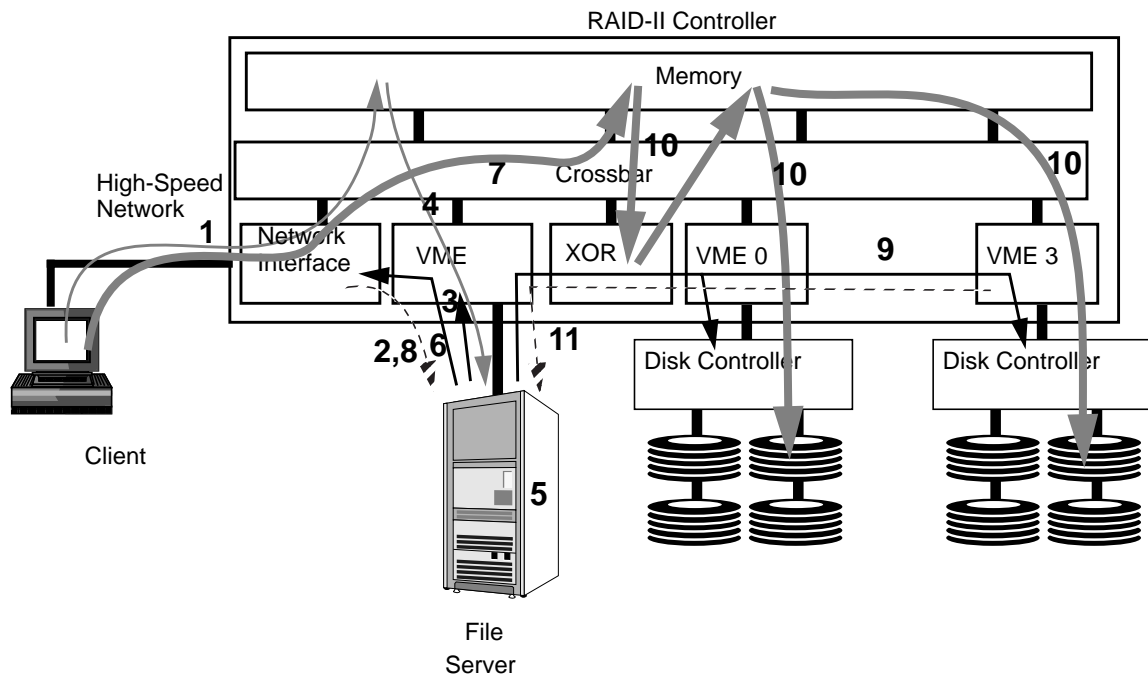 RAID-II Controller
Memory
10
10
10
7
Crossbar
High-Speed
Network
4
1
Network
Interface
VME
XOR
VME 0
9
VME 3
3
2,8
6
11
Disk Controller
Disk Controller
Client
5
File
Server